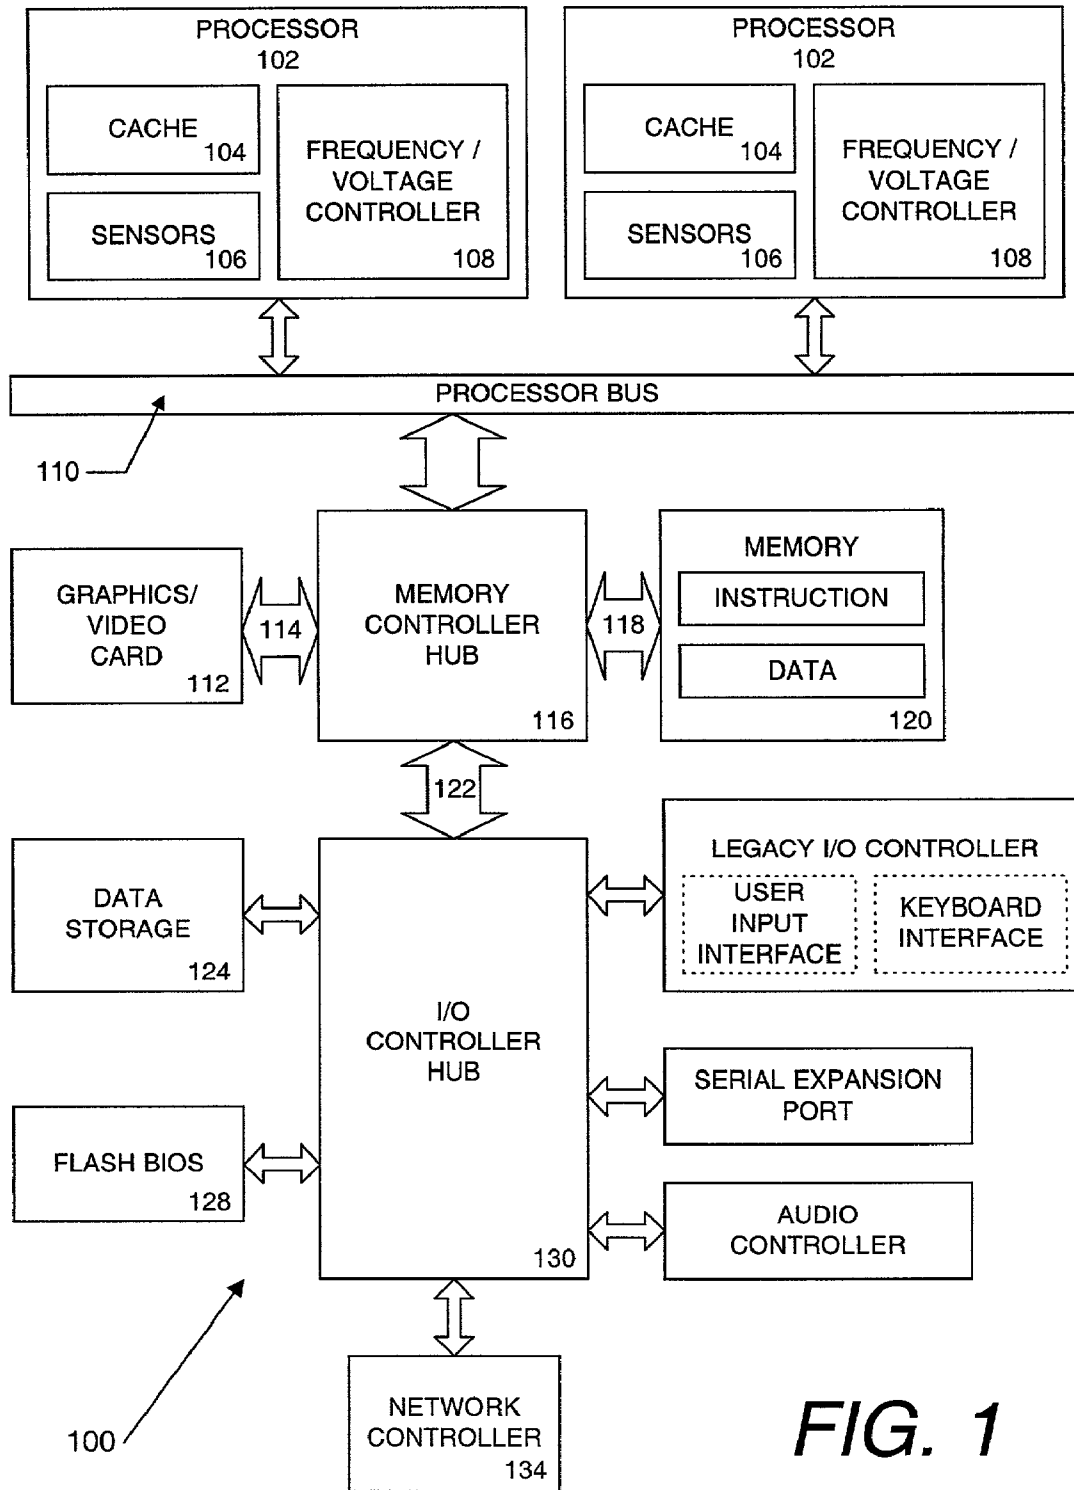 PROCESSOR
102
CACHE
104
SENSORS
106
FREQUENCY /
VOLTAGE
CONTROLLER
108
PROCESSOR
102
CACHE
104
SENSORS
106
FREQUENCY /
VOLTAGE
CONTROLLER
108
PROCESSOR BUS
110
GRAPHICS/
VIDEO
CARD
112
114
MEMORY
CONTROLLER
HUB
116
118
MEMORY
INSTRUCTION
DATA
120
122
DATA
STORAGE
124
I/O
CONTROLLER
HUB
130
LEGACY I/O CONTROLLER
USER
INPUT
INTERFACE
KEYBOARD
INTERFACE
SERIAL EXPANSION
PORT
FLASH BIOS
128
AUDIO
CONTROLLER
NETWORK
CONTROLLER
134
100
FIG. 1